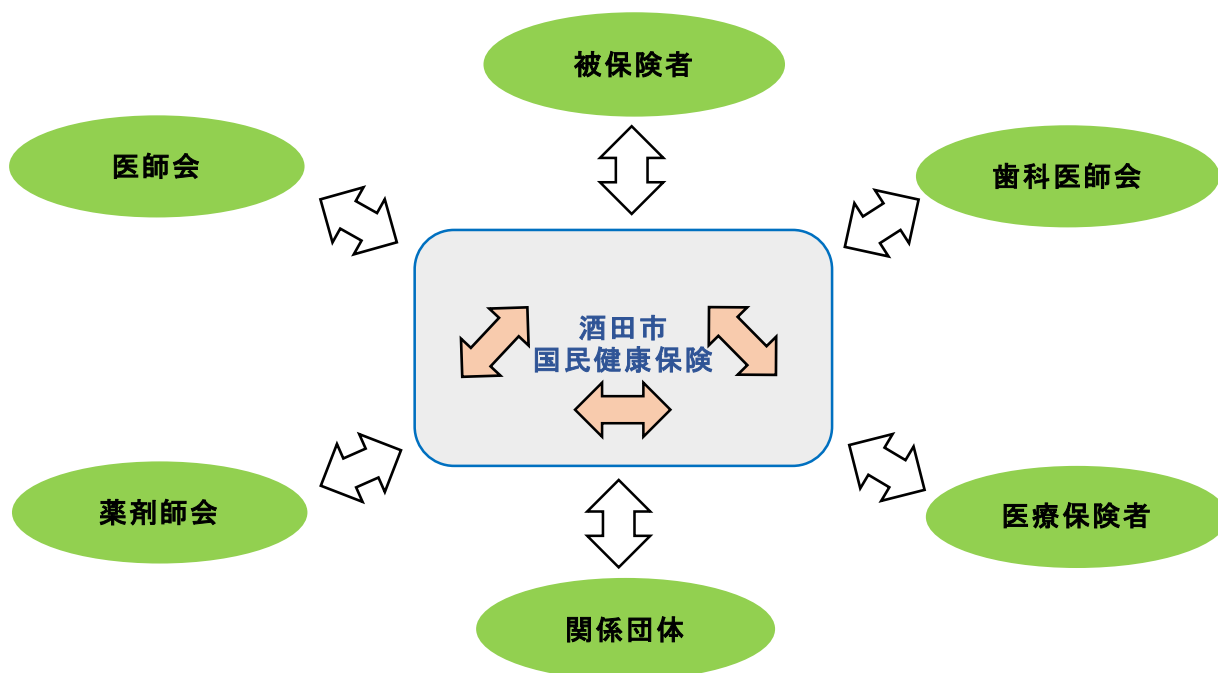 被保険者
医師会
歯科医師会
酒田市
国民健康保険
薬剤師会
医療保険者
関係団体